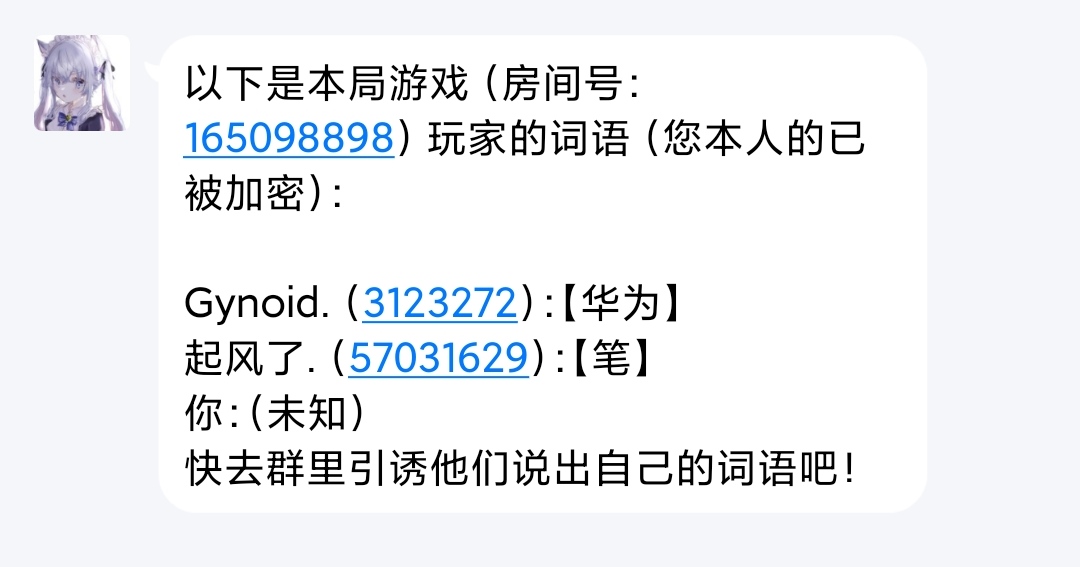 以下是本局游戏（房间号：
165098898）玩家的词语（您本人的已
被加密）：
Gynoid.（3123272）:【华为】
起风了.（57031629）:【笔】
你:（未知）
快去群里引诱他们说出自己的词语吧！